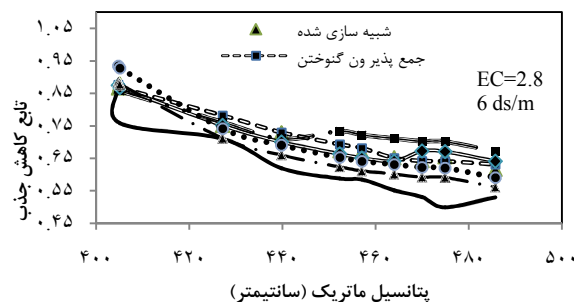 ۱.۰۵
۰.۹۵
۰.۸۵
۰.۷۵
۰.۶۵
۰.۵۵
۰.۴۵
تابع کاهش جذب
شبیه سازی شده
جمع پذیر ون گنوختن
EC=2.8
6 ds/m
۴۰۰ ۴۲۰ ۴۴۰ ۴۶۰ ۴۸۰ ۵۰۰
پتانسیل ماتریک (سانتیمتر)